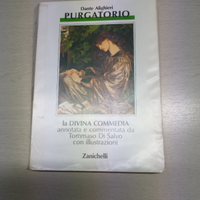 Dante Alighieri
PURGATORIO
la DIVINA COMMEDIA
annotata e commentata da
Tommaso Di Salvo
con illustrazioni
Zanichelli